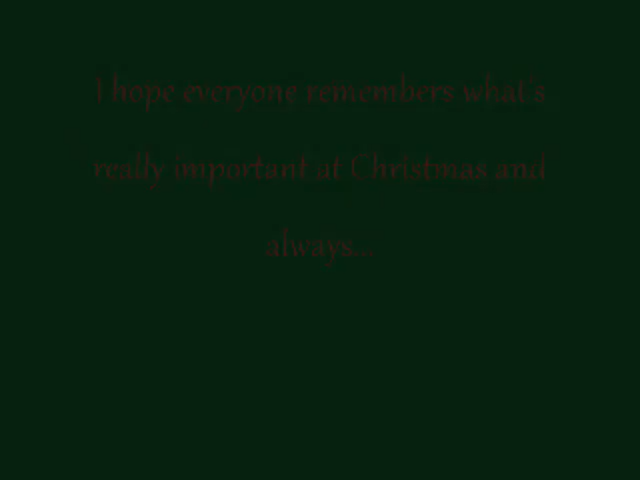 I hope everyone remembers what's
really important at Christmas and
always...